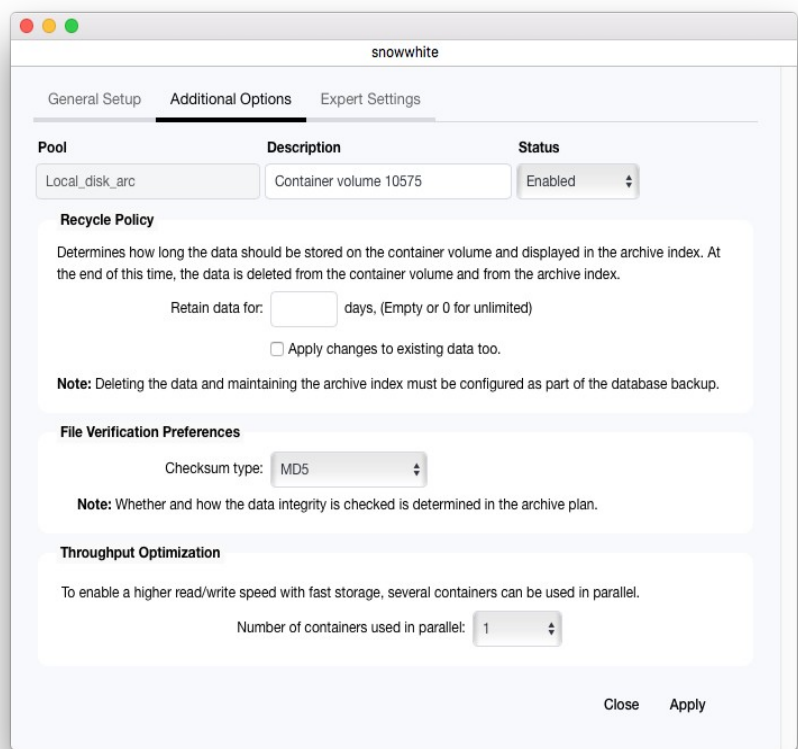 snowwhite
General Setup Additional Options Expert Settings
Pool Description Status
Local_disk_arc Container volume 10575 Enabled
Recycle Policy
Determines how long the data should be stored on the container volume and displayed in the archive index. At
the end of this time, the data is deleted from the container volume and from the archive index.
Retain data for: days, (Empty or 0 for unlimited)
Apply changes to existing data too.
Note: Deleting the data and maintaining the archive index must be configured as part of the database backup.
File Verification Preferences
Checksum type: MD5
Note: Whether and how the data integrity is checked is determined in the archive plan.
Throughput Optimization
To enable a higher read/write speed with fast storage, several containers can be used in parallel.
Number of containers used in parallel: 1
Close Apply